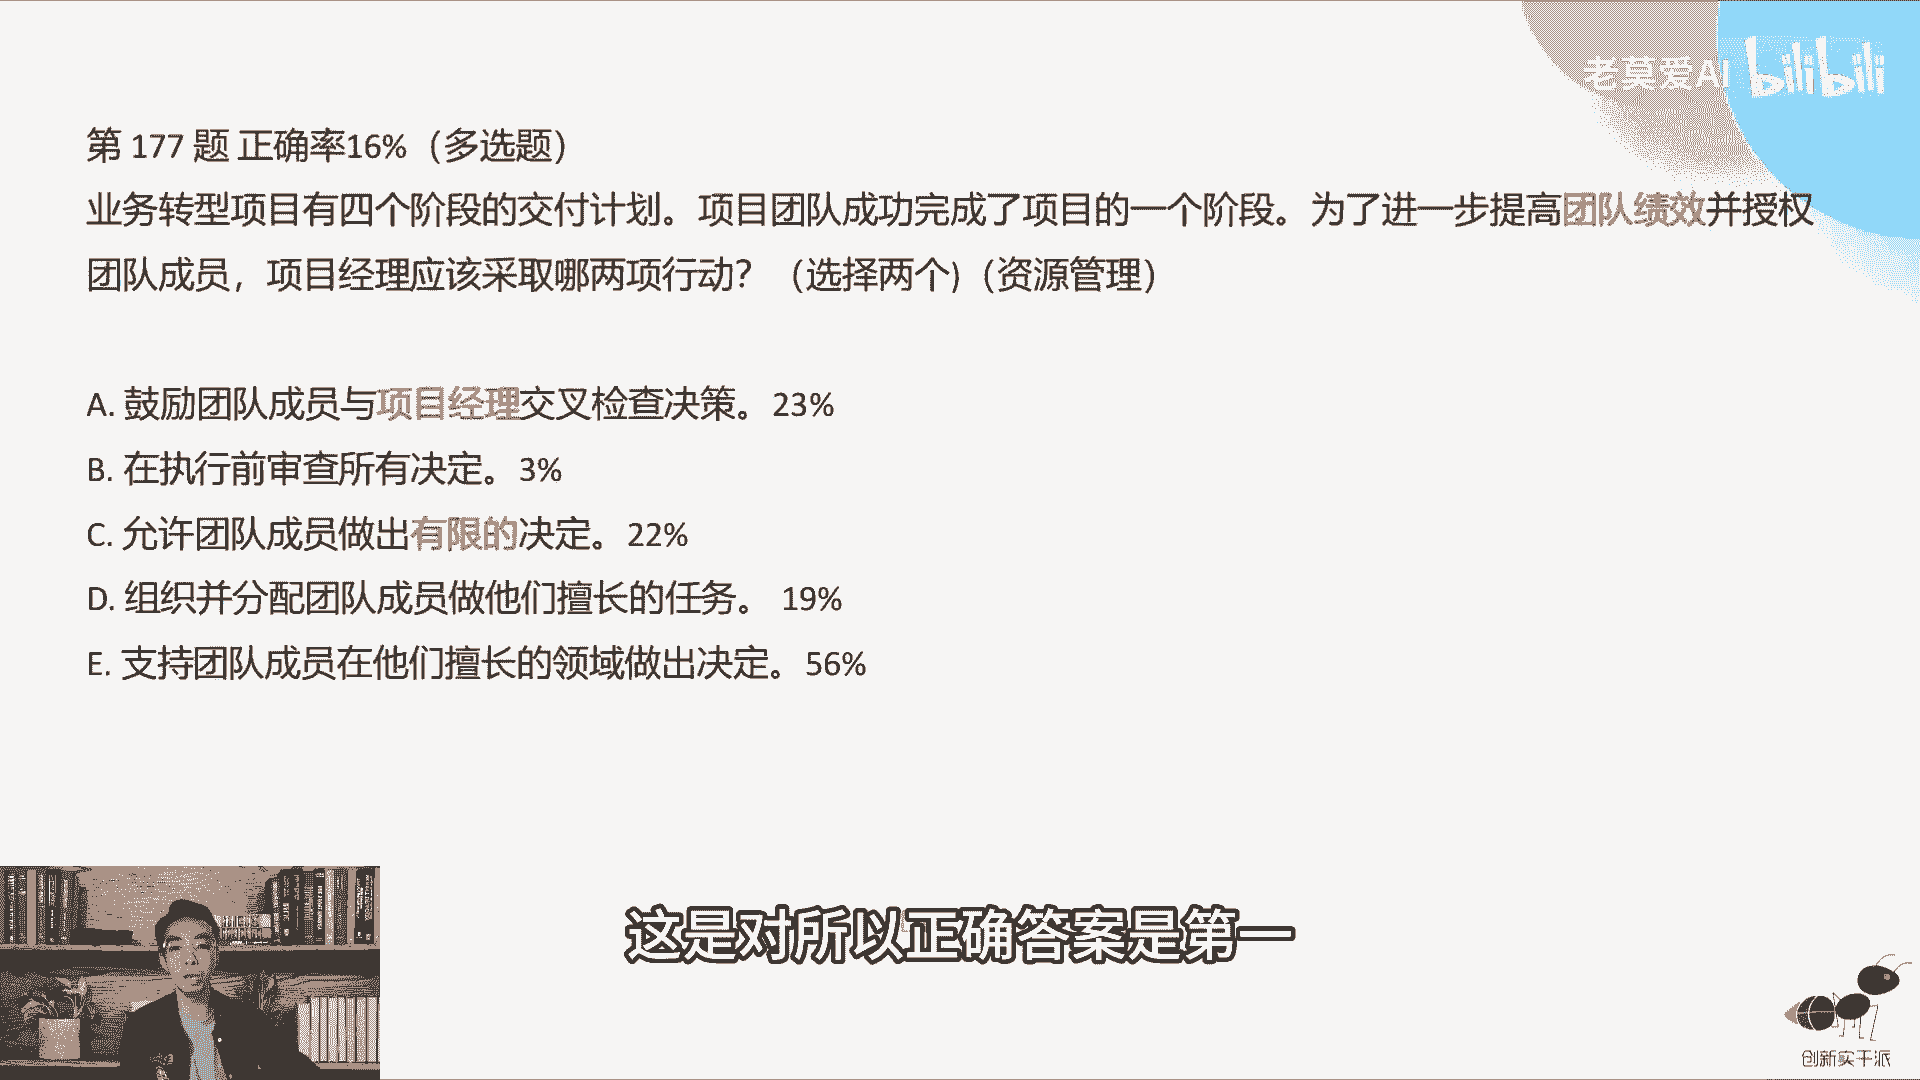 老莫爱AI bilibili
第 177 题 正确率16%（多选题）
业务转型项目有四个阶段的交付计划。项目团队成功完成了项目的一个阶段。为了进一步提高团队绩效并授权
团队成员，项目经理应该采取哪两项行动？（选择两个)（资源管理）
A. 鼓励团队成员与项目经理交叉检查决策。23%
B. 在执行前审查所有决定。3%
C. 允许团队成员做出有限的决定。22%
D. 组织并分配团队成员做他们擅长的任务。 19%
E. 支持团队成员在他们擅长的领域做出决定。56%
这是对所以正确答案是第一
创新实干派